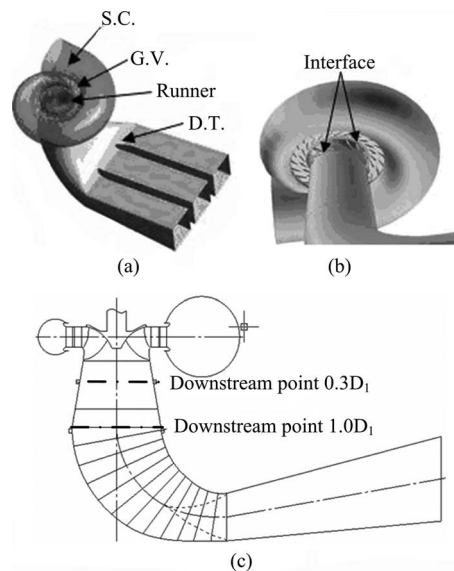 S.C.
G.V.
Runner
D.T.
(a)
Interface
(b)
Downstream point 0.3D₁
Downstream point 1.0D₁
(c)